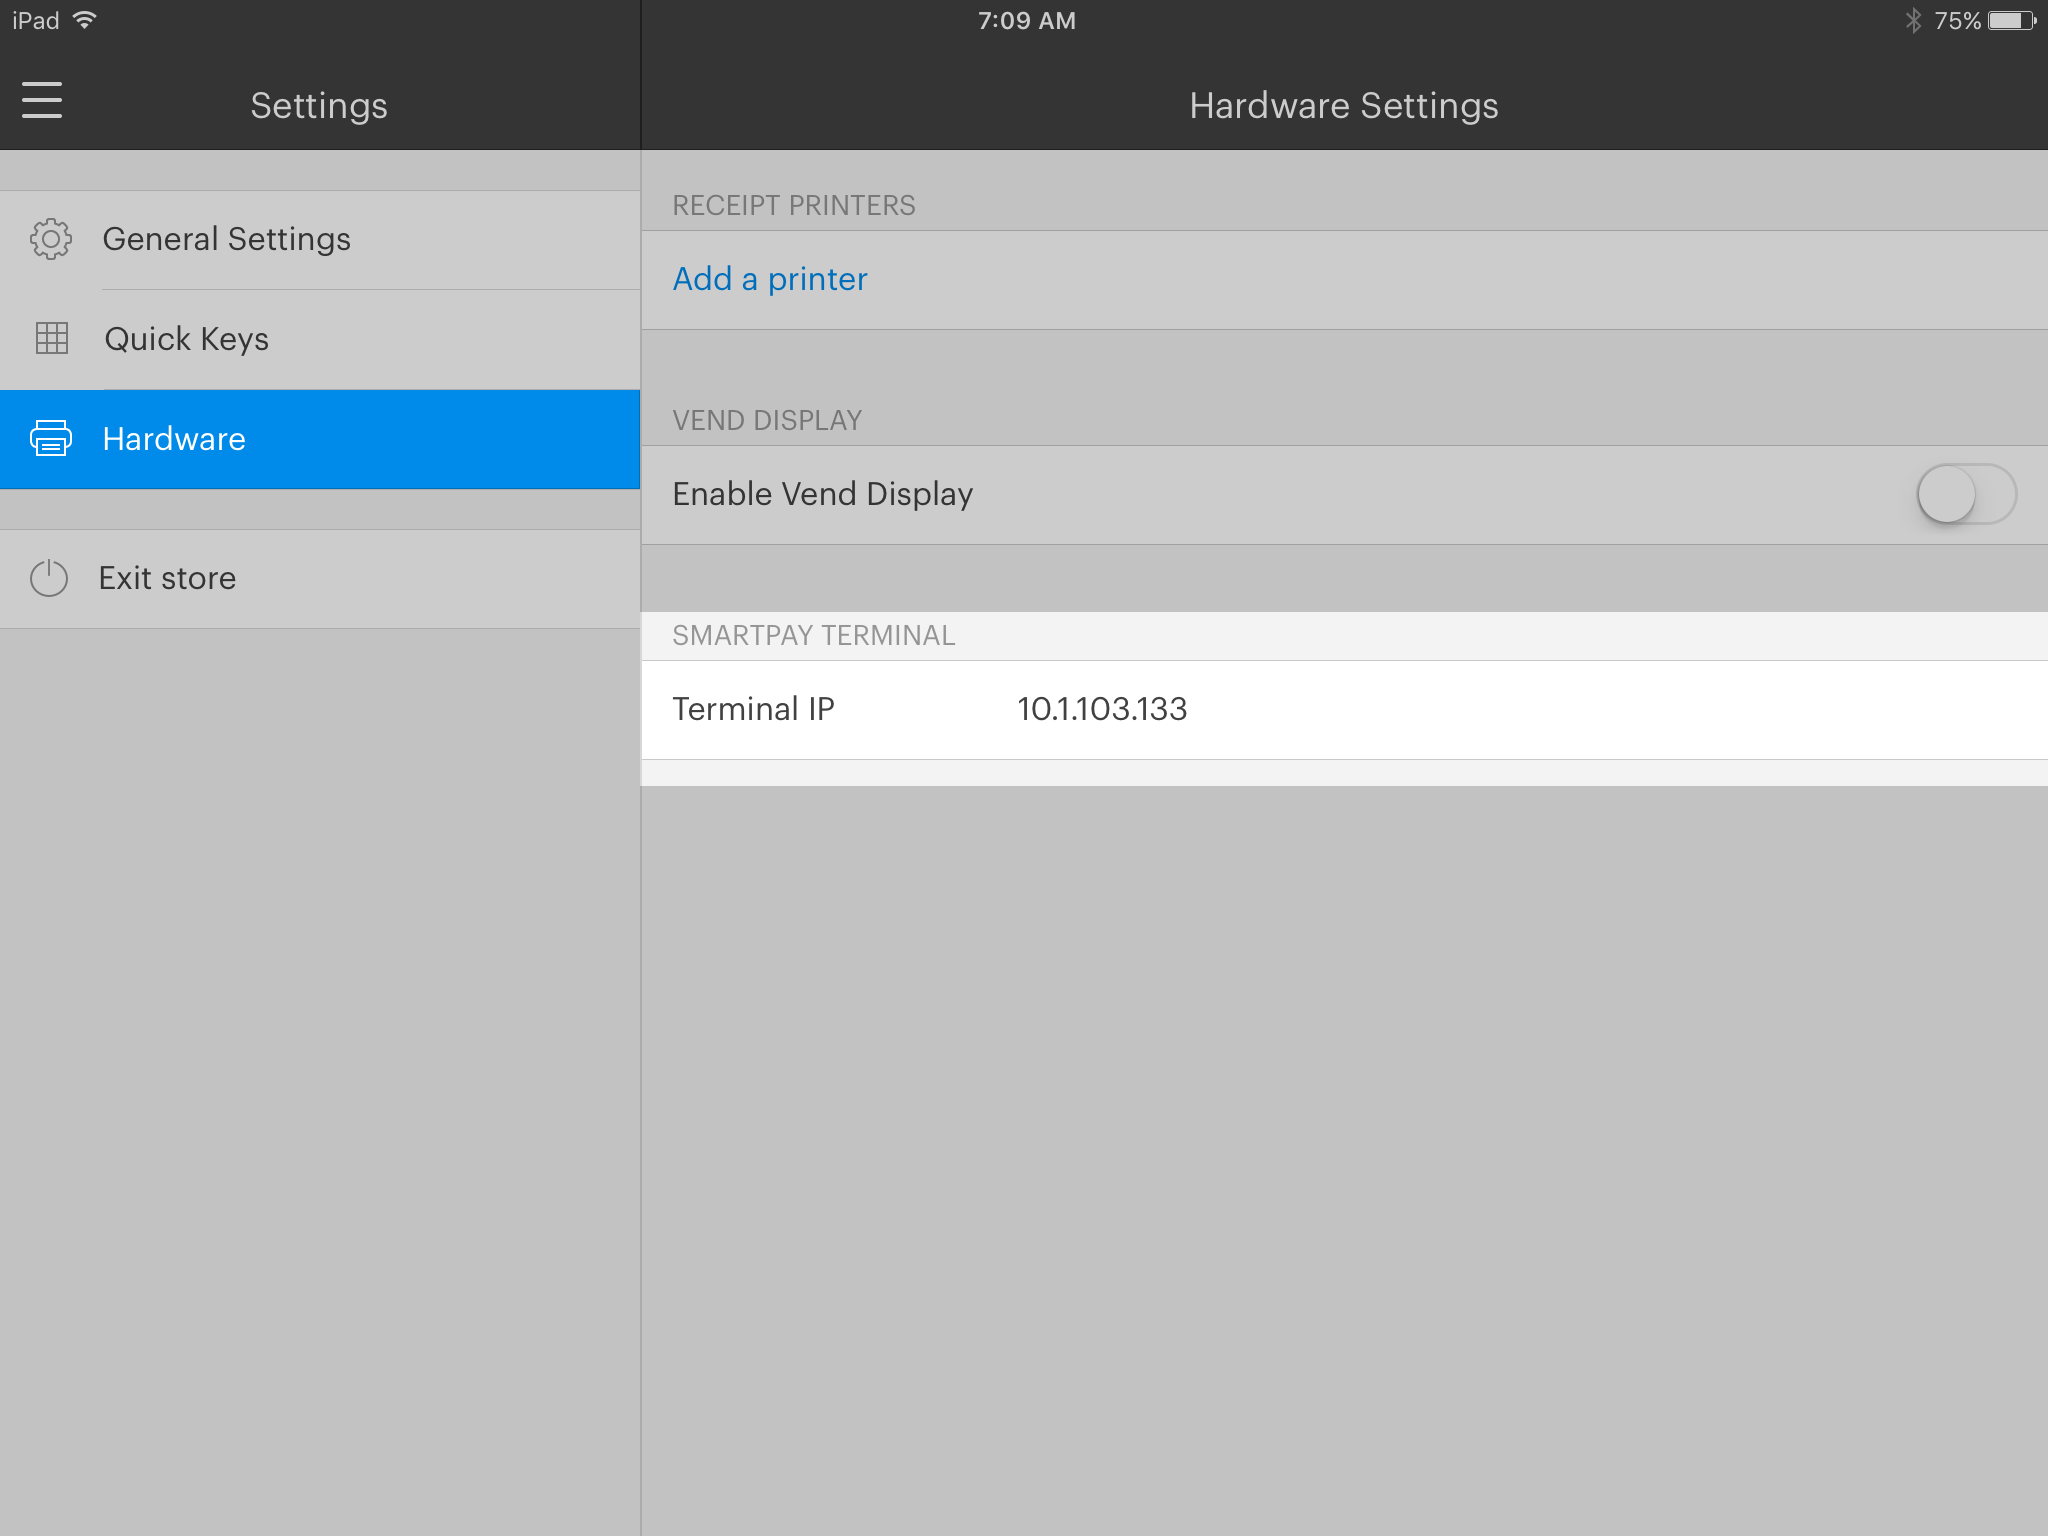 iPad 7:09 AM 75%
Settings
Hardware Settings
General Settings
Quick Keys
Hardware
Exit store
RECEIPT PRINTERS
Add a printer
VEND DISPLAY
Enable Vend Display
SMARTPAY TERMINAL
Terminal IP 10.1.103.133